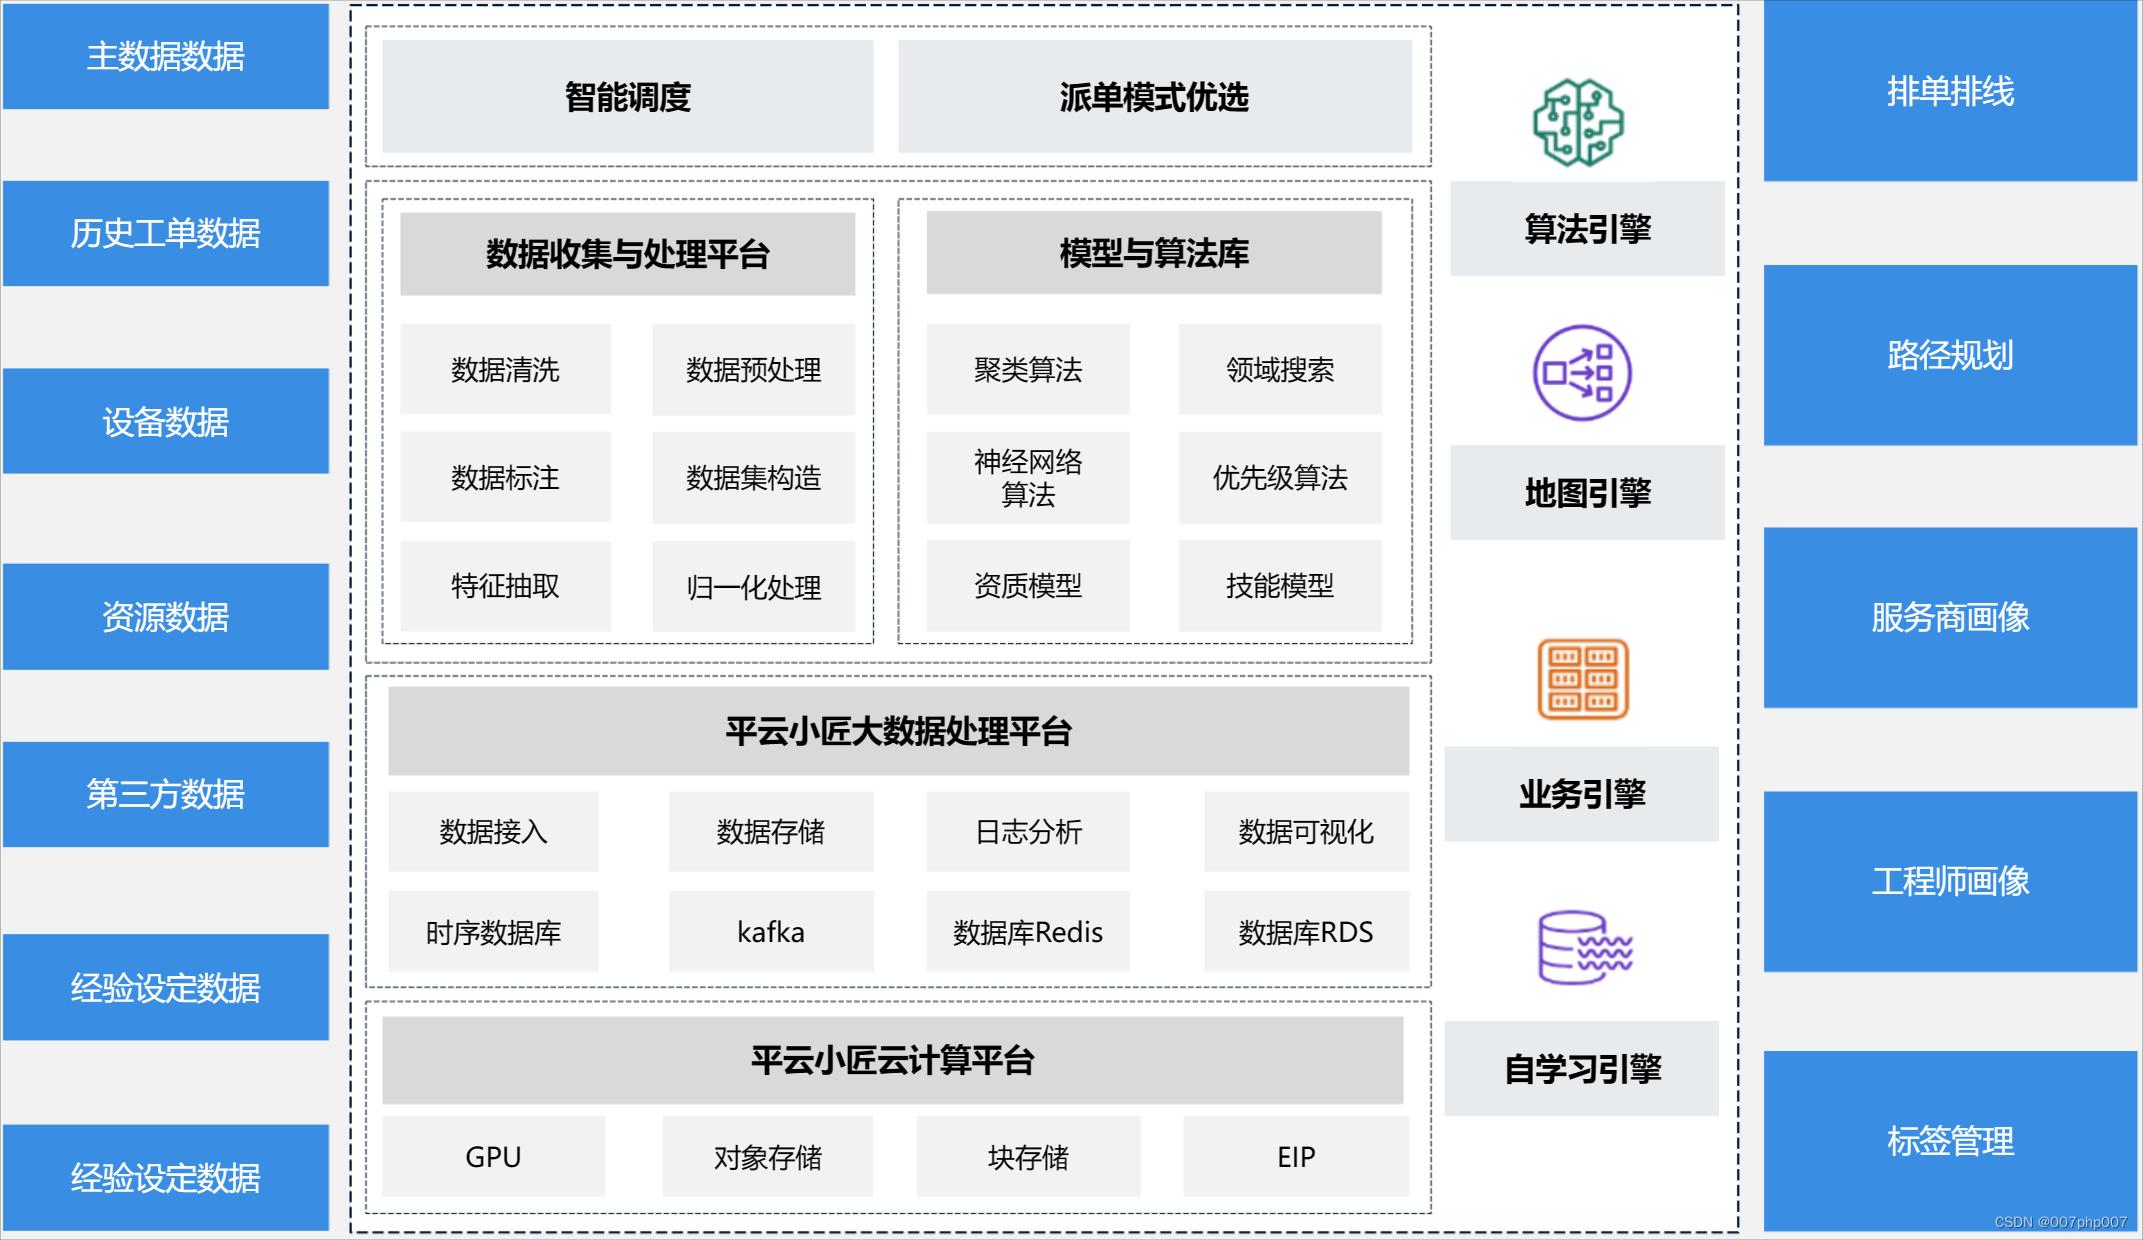 主数据数据
历史工单数据
设备数据
资源数据
第三方数据
经验设定数据
经验设定数据
智能调度
派单模式优选
数据收集与处理平台
数据清洗
数据预处理
数据标注
数据集构造
特征抽取
归一化处理
模型与算法库
聚类算法
领域搜索
神经网络
算法
优先级算法
资质模型
技能模型
平云小匠大数据处理平台
数据接入
数据存储
日志分析
数据可视化
时序数据库
kafka
数据库Redis
数据库RDS
平云小匠云计算平台
GPU
对象存储
块存储
EIP
算法引擎
地图引擎
业务引擎
自学习引擎
排单排线
路径规划
服务商画像
工程师画像
标签管理
CSDN @007php007